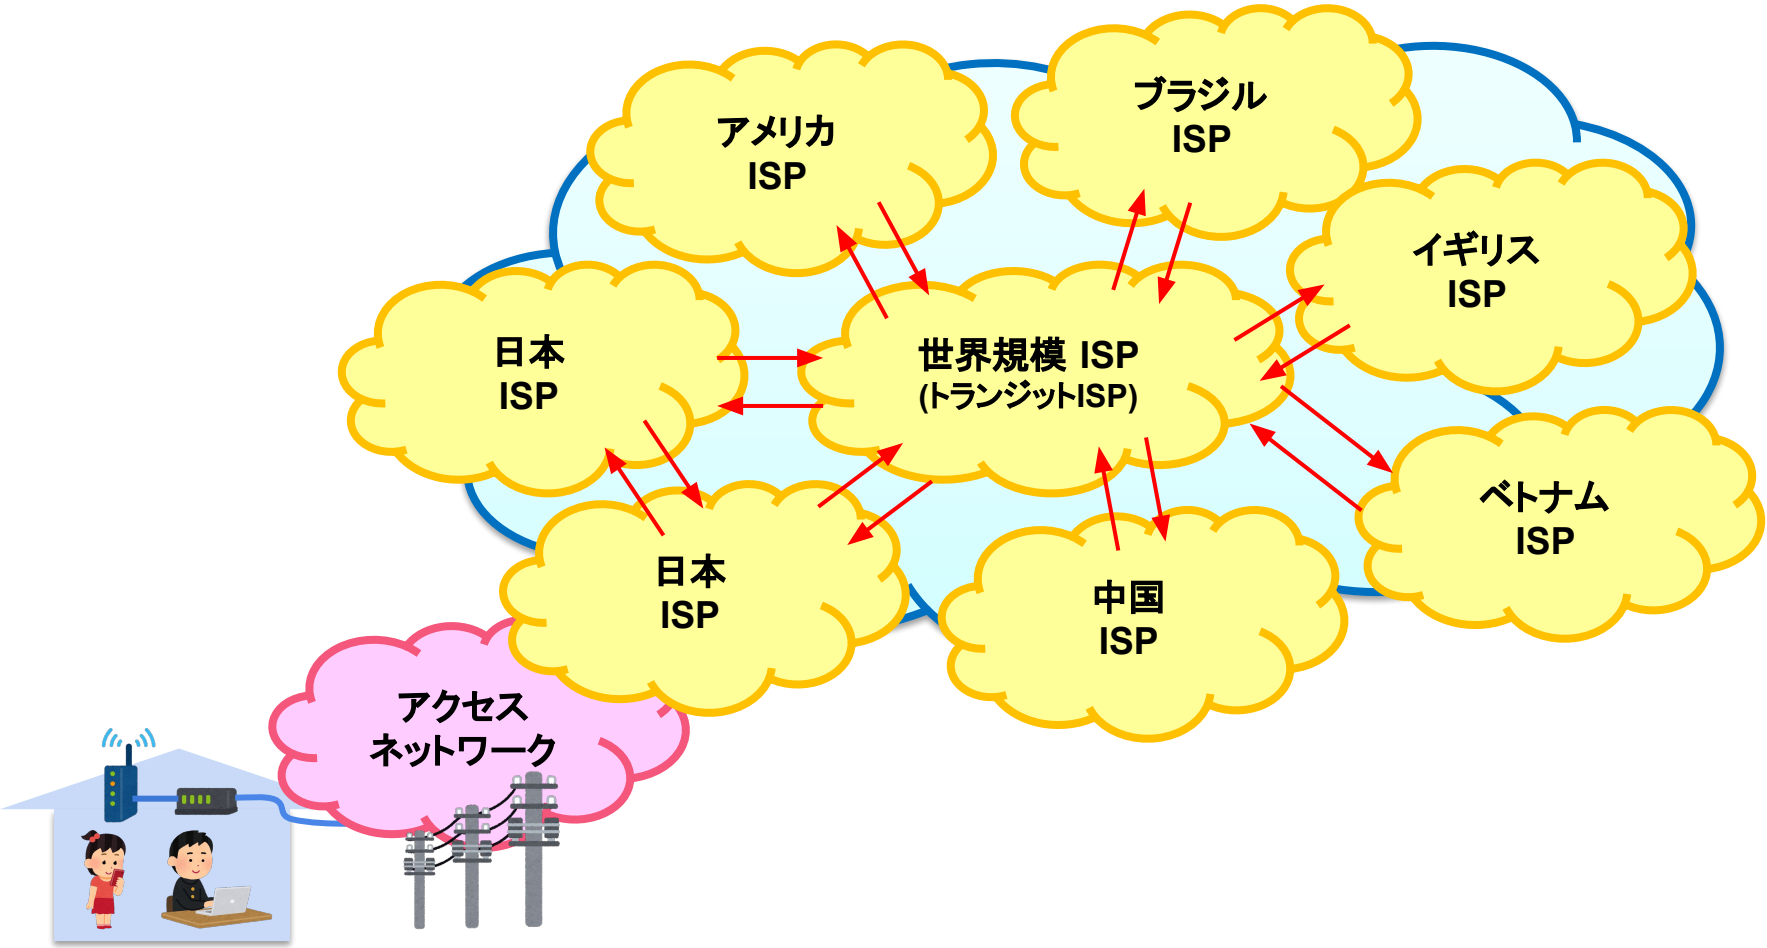 ブラジル
ISP
アメリカ
ISP
イギリス
ISP
日本
ISP
世界規模 ISP
(トランジットISP)
ベトナム
ISP
日本
ISP
中国
ISP
アクセス
ネットワーク